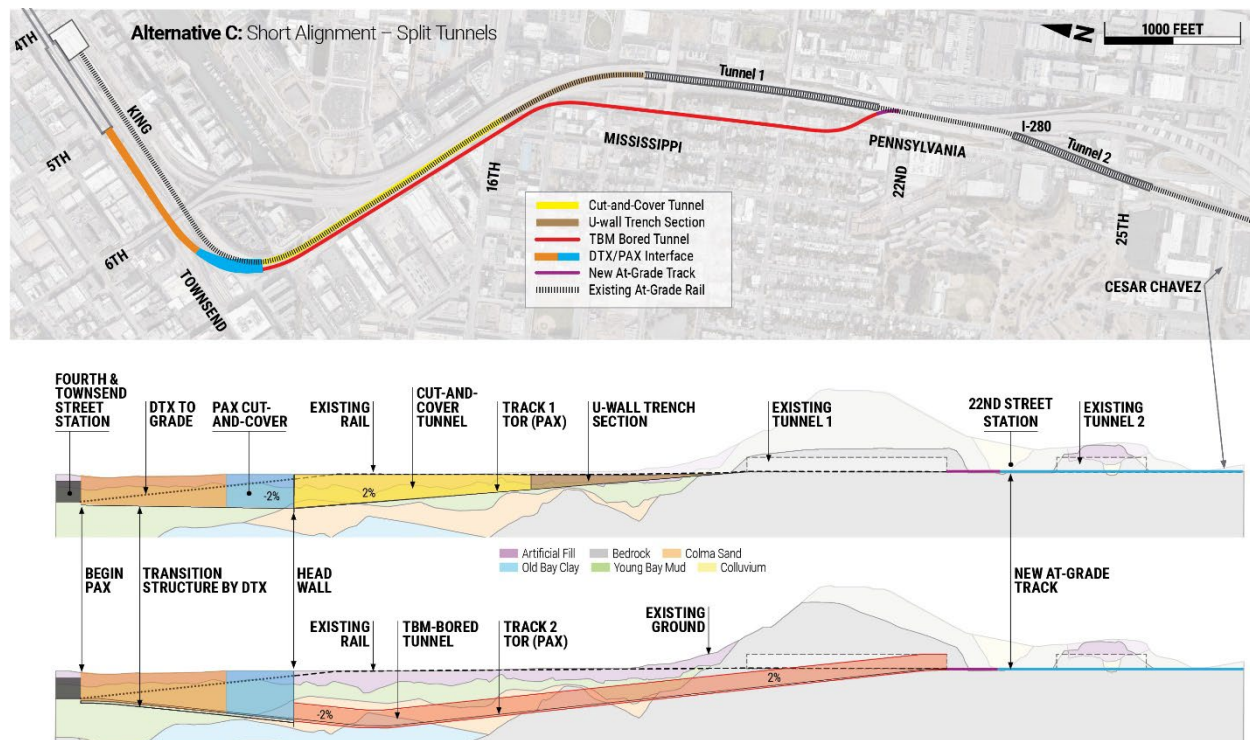 Alternative C: Short Alignment – Split Tunnels
N
1000 FEET
4TH
KING
5TH
6TH
TOWNSEND
16TH
MISSISSIPPI
Tunnel 1
PENNSYLVANIA
22ND
I-280
Tunnel 2
25TH
CESAR CHAVEZ
Cut-and-Cover Tunnel
U-wall Trench Section
TBM Bored Tunnel
DTX/PAX Interface
New At-Grade Track
Existing At-Grade Rail
FOURTH &
TOWNSEND
STREET
STATION
DTX TO
GRADE
PAX CUT-
AND-COVER
EXISTING
RAIL
CUT-AND-
COVER
TUNNEL
TRACK 1
TOR (PAX)
U-WALL TRENCH
SECTION
EXISTING
TUNNEL 1
22ND STREET
STATION
EXISTING
TUNNEL 2
-2%
2%
Artificial Fill
Bedrock
Colma Sand
Old Bay Clay
Young Bay Mud
Colluvium
BEGIN
PAX
TRANSITION
STRUCTURE BY DTX
HEAD
WALL
EXISTING
RAIL
TBM-BORED
TUNNEL
TRACK 2
TOR (PAX)
EXISTING
GROUND
NEW AT-GRADE
TRACK
-2%
2%